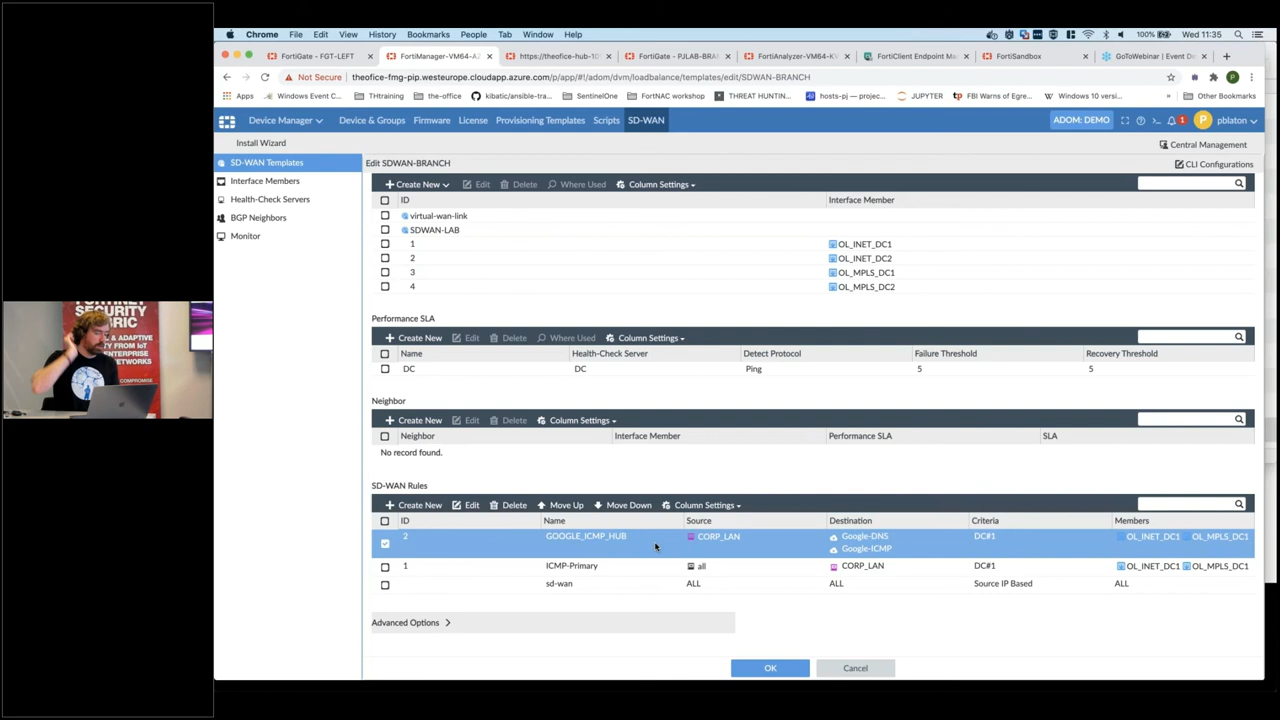 Chrome File Edit View History Bookmarks People Tab Window Help 100% Wed 11:35
FortiGate - FGT-LEFT FortiManager-VM64-AZ https://theofice-hub-10 FortiGate - PJLAB-BRA FortiAnalyzer-VM64-KV FortiClient Endpoint Ma FortiSandbox GoToWebinar | Event Da
Not Secure theofice-fmg-pip.westeurope.cloudapp.azure.com/p/app/#!/adom/dvm/loadbalance/templates/edit/SDWAN-BRANCH
Apps Windows Event C... THtraining the-office kibatic/ansible-tra... SentinelOne FortiNAC workshop THREAT HUNTIN... hosts-pj — projec... JUPYTER FBI Warns of Egre... Windows 10 versi... Other Bookmarks
Device Manager Device & Groups Firmware License Provisioning Templates Scripts SD-WAN ADOM: DEMO 1 P pblaton
Install Wizard Central Management
SD-WAN Templates
Interface Members
Health-Check Servers
BGP Neighbors
Monitor
Edit SDWAN-BRANCH CLI Configurations
Create New Edit Delete Where Used Column Settings
ID Interface Member
virtual-wan-link
SDWAN-LAB
1 OL_INET_DC1
2 OL_INET_DC2
3 OL_MPLS_DC1
4 OL_MPLS_DC2
Performance SLA
Create New Edit Delete Where Used Column Settings
Name Health-Check Server Detect Protocol Failure Threshold Recovery Threshold
DC DC Ping 5 5
Neighbor
Create New Edit Delete Column Settings
Neighbor Interface Member Performance SLA SLA
No record found.
SD-WAN Rules
Create New Edit Delete Move Up Move Down Column Settings
ID Name Source Destination Criteria Members
2 GOOGLE_ICMP_HUB CORP_LAN Google-DNS DC#1 OL_INET_DC1 OL_MPLS_DC1
Google-ICMP
1 ICMP-Primary all CORP_LAN DC#1 OL_INET_DC1 OL_MPLS_DC1
sd-wan ALL ALL Source IP Based ALL
Advanced Options
OK Cancel
FORTINET
SECURITY